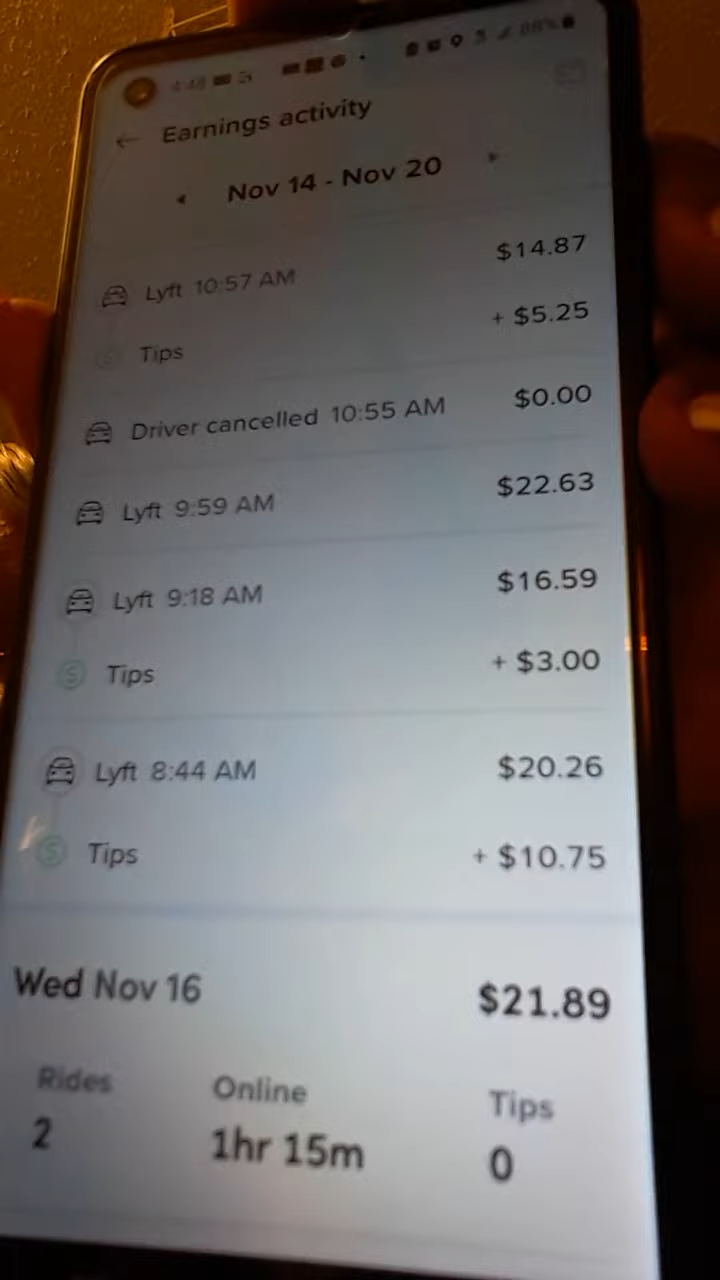 4:48 88%
← Earnings activity
Nov 14 - Nov 20
Lyft 10:57 AM $14.87
Tips + $5.25
Driver cancelled 10:55 AM $0.00
Lyft 9:59 AM $22.63
Lyft 9:18 AM $16.59
Tips + $3.00
Lyft 8:44 AM $20.26
Tips + $10.75
Wed Nov 16 $21.89
Rides Online Tips
2 1hr 15m 0